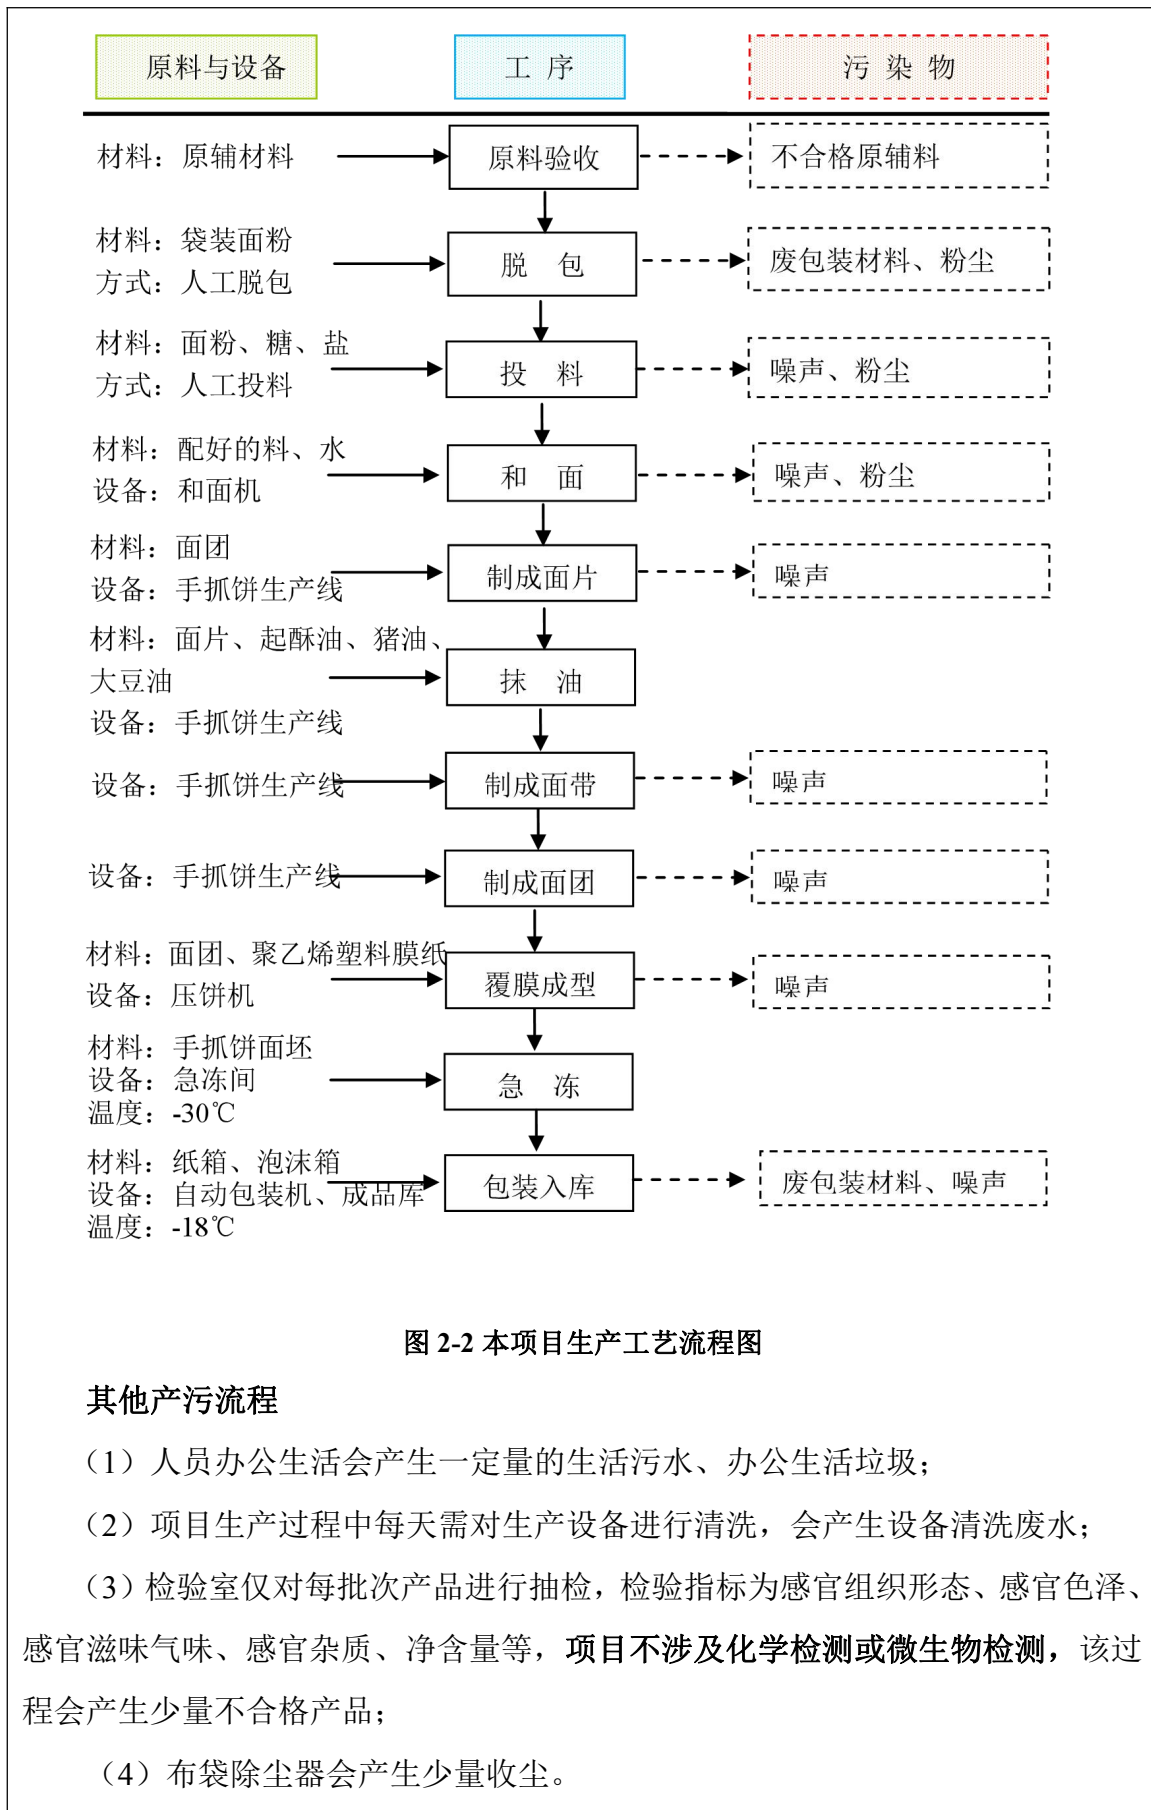 原料与设备 工 序 污 染 物
材料：原辅材料 原料验收 不合格原辅料
材料：袋装面粉
方式：人工脱包
脱 包 废包装材料、粉尘
材料：面粉、糖、盐
方式：人工投料
投 料 噪声、粉尘
材料：配好的料、水
设备：和面机
和 面 噪声、粉尘
材料：面团
设备：手抓饼生产线
制成面片 噪声
材料：面片、起酥油、猪油、
大豆油
设备：手抓饼生产线
抹 油
设备：手抓饼生产线 制成面带 噪声
设备：手抓饼生产线 制成面团 噪声
材料：面团、聚乙烯塑料膜纸
设备：压饼机
覆膜成型 噪声
材料：手抓饼面坯
设备：急冻间
温度：-30℃
急 冻
材料：纸箱、泡沫箱
设备：自动包装机、成品库
温度：-18℃
包装入库 废包装材料、噪声
图 2-2 本项目生产工艺流程图
其他产污流程
（1）人员办公生活会产生一定量的生活污水、办公生活垃圾；
（2）项目生产过程中每天需对生产设备进行清洗，会产生设备清洗废水；
（3）检验室仅对每批次产品进行抽检，检验指标为感官组织形态、感官色泽、
感官滋味气味、感官杂质、净含量等，项目不涉及化学检测或微生物检测，该过
程会产生少量不合格产品；
（4）布袋除尘器会产生少量收尘。